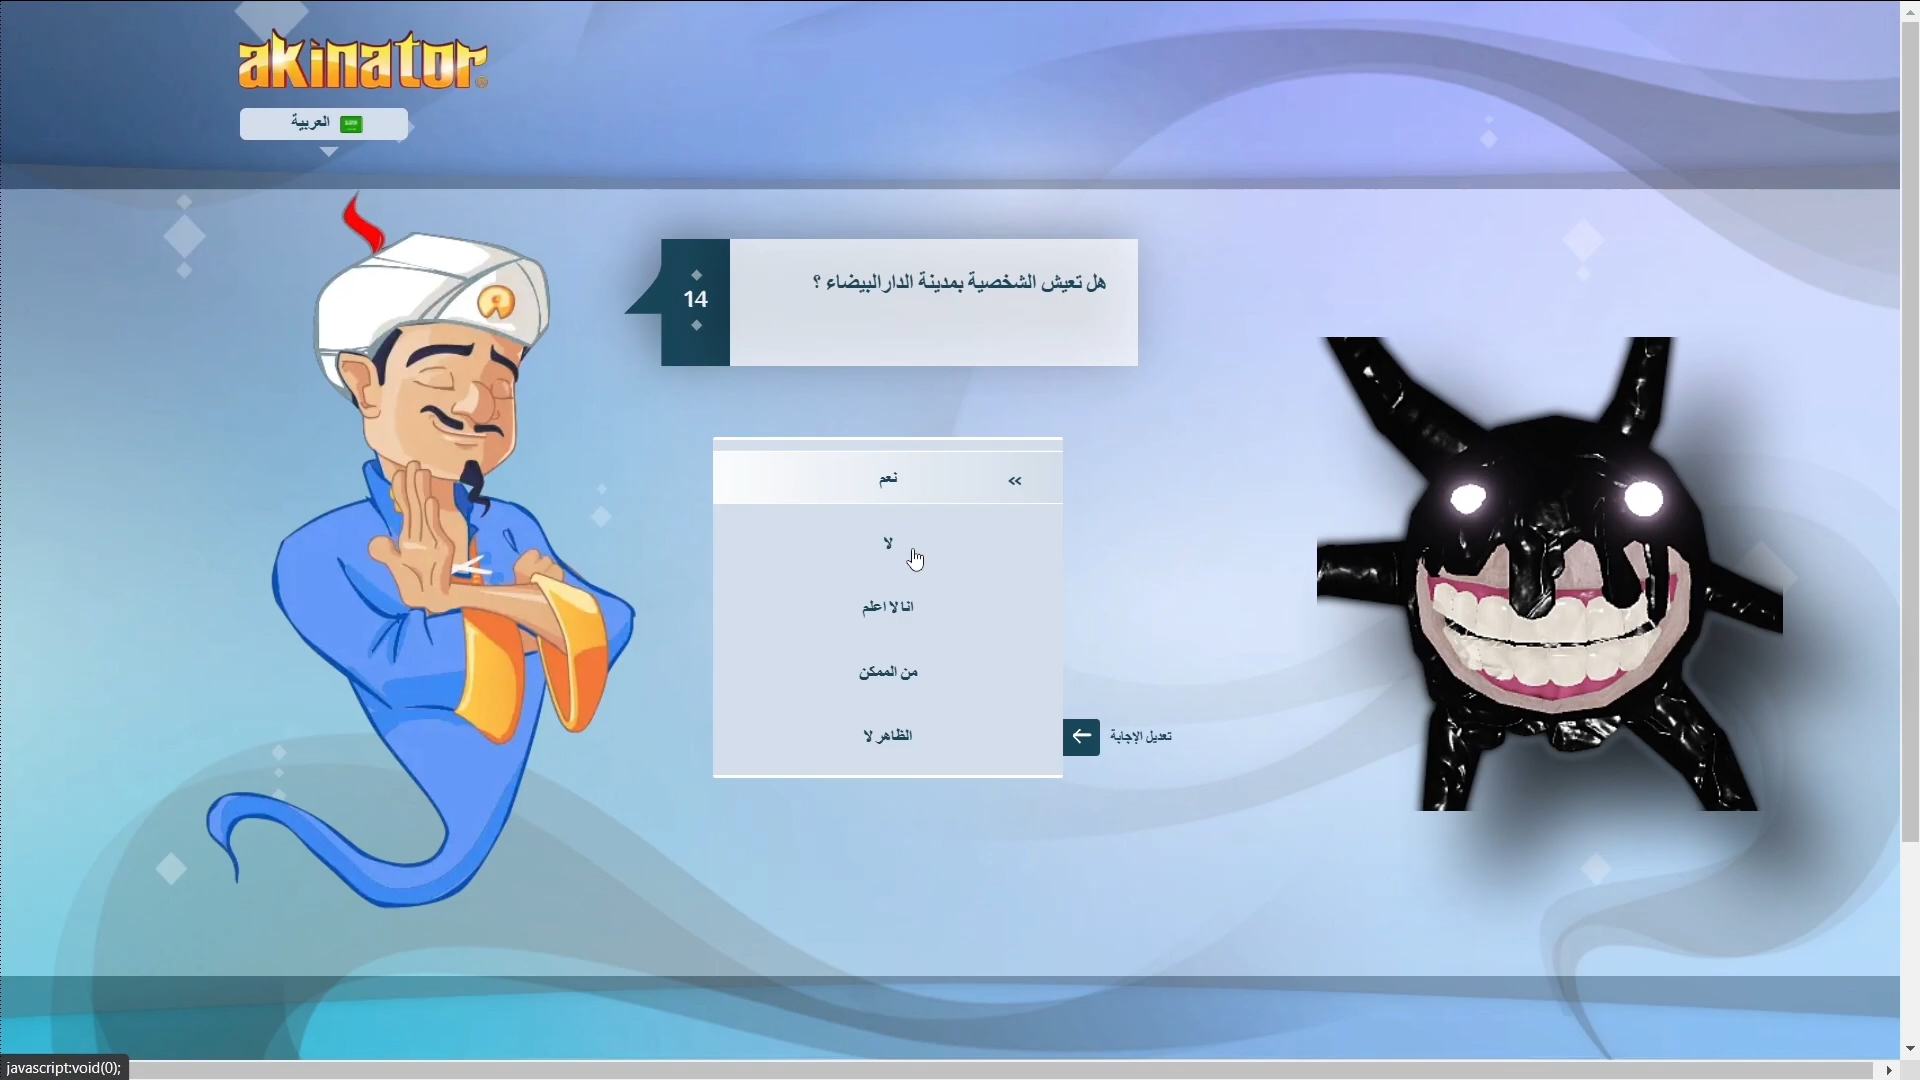 akinator
العربية
14
هل تعيش الشخصية بمدينة الدار البيضاء ؟
نعم
لا
انا لا اعلم
من الممكن
الظاهر لا
تعديل الإجابة
javascript:void(0);